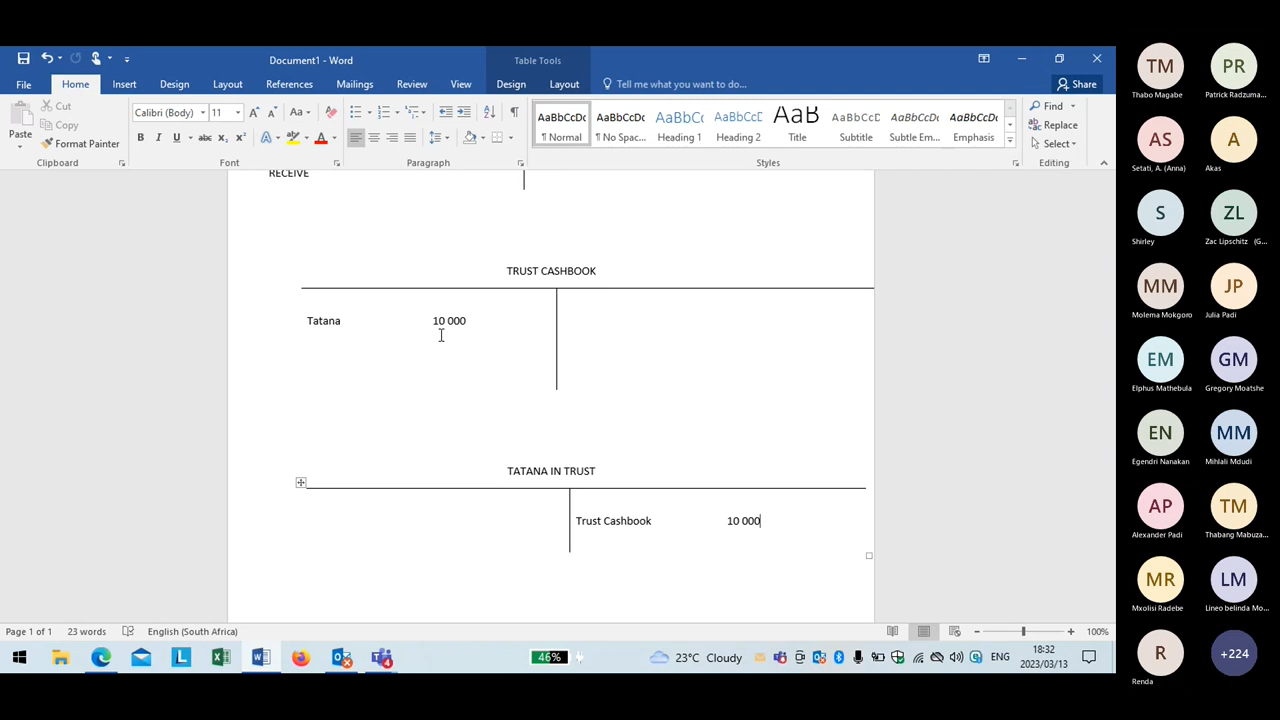 Document1 - Word
Table Tools
File
Home
Insert
Design
Layout
References
Mailings
Review
View
Design
Layout
Tell me what you want to do...
Share
Paste
Cut
Copy
Format Painter
Clipboard
Calibri (Body)
11
Font
Paragraph
AaBbCcDc
¶ Normal
AaBbCcDc
¶ No Spac...
AaBbCc
Heading 1
AaBbCcD
Heading 2
AaB
Title
AaBbCcD
Subtitle
AaBbCcDc
Subtle Em...
AaBbCcDc
Emphasis
Styles
Find
Replace
Select
Editing
RECEIVE
TRUST CASHBOOK
Tatana 10 000
TATANA IN TRUST
Trust Cashbook 10 000
Page 1 of 1
23 words
English (South Africa)
100%
46%
23°C Cloudy
ENG
18:32
2023/03/13
TM
Thabo Magabe
PR
Patrick Radzuma...
AS
Setati, A. (Anna)
A
Akas
S
Shirley
ZL
Zac Lipschitz (G...
MM
Molema Mokgoro
JP
Julia Padi
EM
Elphus Mathebula
GM
Gregory Moatshe
EN
Egendri Nanakan
MM
Mihlali Mdudi
AP
Alexander Padi
TM
Thabang Mabuza...
MR
Mxolisi Radebe
LM
Lineo belinda Mo...
R
Renda
+224